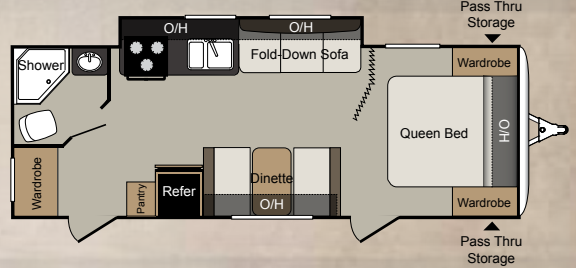 Pass Thru
Storage
O/H
O/H
Fold-Down Sofa
Shower
Wardrobe
Queen Bed
O/H
Wardrobe
Pantry
Refer
Dinette
O/H
Wardrobe
Pass Thru
Storage